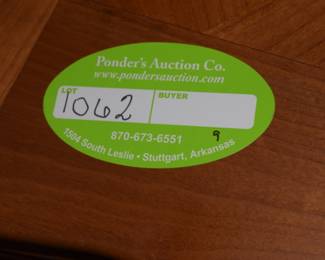 Ponder's Auction Co.
www.pondersauction.com
LOT BUYER
1062
870-673-6551
9
1504 South Leslie • Stuttgart, Arkansas